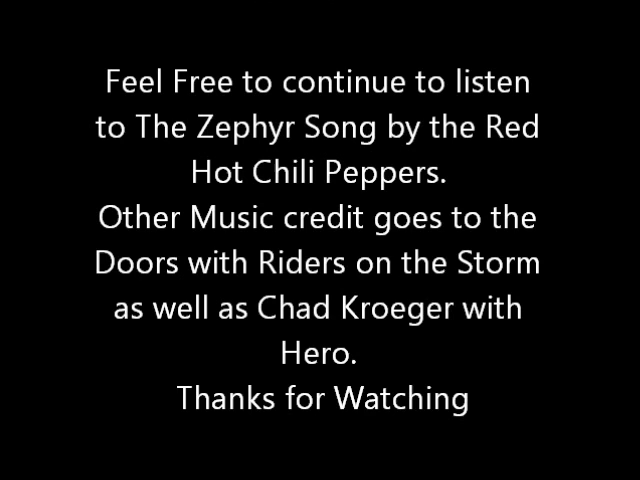 Feel Free to continue to listen
to The Zephyr Song by the Red
Hot Chili Peppers.
Other Music credit goes to the
Doors with Riders on the Storm
as well as Chad Kroeger with
Hero.
Thanks for Watching